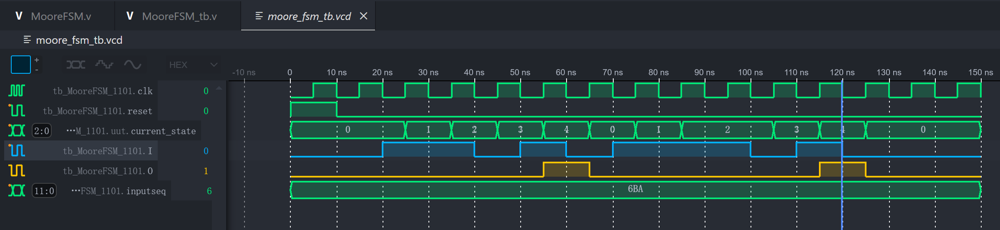 V MooreFSM.v V MooreFSM_tb.v moore_fsm_tb.vcd
moore_fsm_tb.vcd
+
-
HEX
-10 ns 0 10 ns 20 ns 30 ns 40 ns 50 ns 60 ns 70 ns 80 ns 90 ns 100 ns 110 ns 120 ns 130 ns 140 ns 150 ns
tb_MooreFSM_1101.clk 0
tb_MooreFSM_1101.reset 0
2:0 ⋯M_1101.uut.current_state 0 1 2 3 4 0 1 2 3 4 0
tb_MooreFSM_1101.I 0
tb_MooreFSM_1101.O 1
11:0 ⋯FSM_1101.inputseq 6 6BA